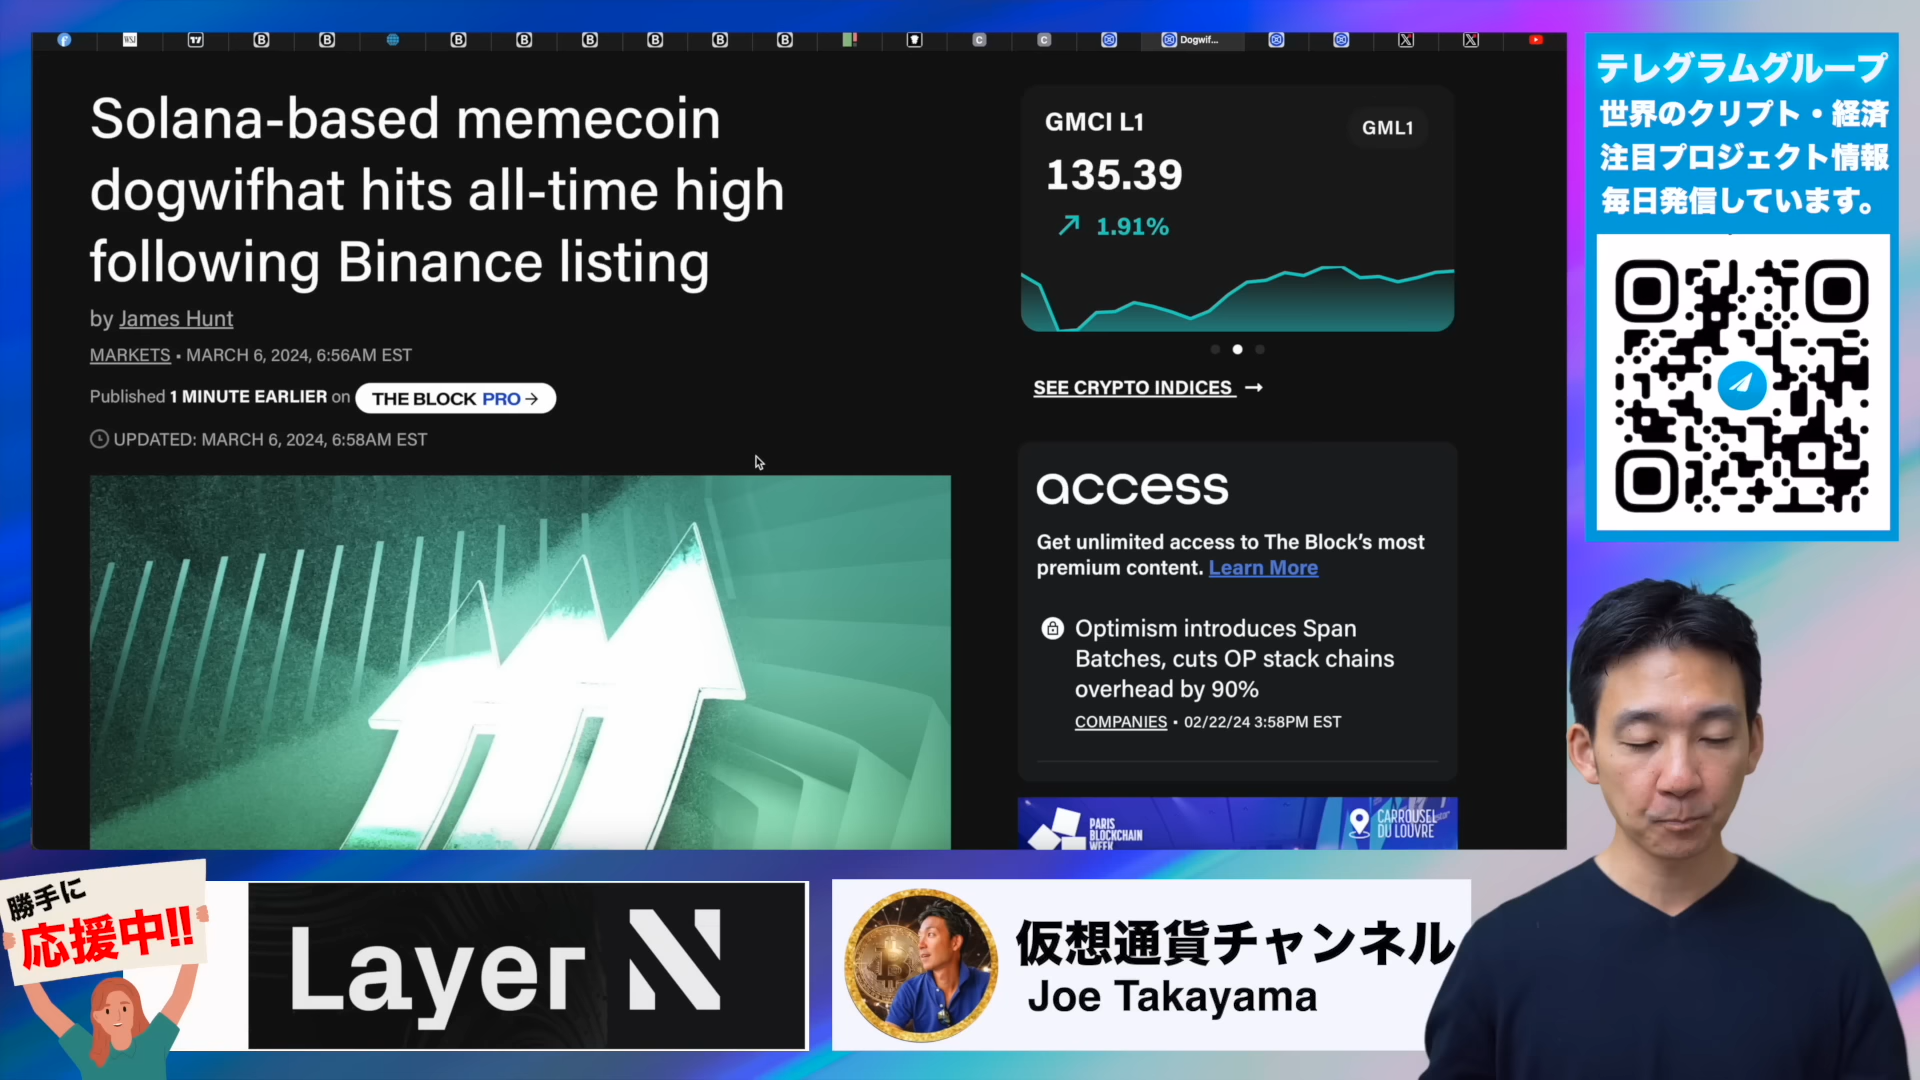 WSJ
Dogwif...
Solana-based memecoin
dogwifhat hits all-time high
following Binance listing
by James Hunt
MARKETS • MARCH 6, 2024, 6:56AM EST
Published 1 MINUTE EARLIER on THE BLOCK PRO →
UPDATED: MARCH 6, 2024, 6:58AM EST
GMCI L1
GML1
135.39
1.91%
SEE CRYPTO INDICES →
access
Get unlimited access to The Block’s most
premium content. Learn More
Optimism introduces Span
Batches, cuts OP stack chains
overhead by 90%
COMPANIES • 02/22/24 3:58PM EST
PARIS
BLOCKCHAIN
WEEK
CARROUSEL
DU LOUVRE
テレグラムグループ
世界のクリプト・経済
注目プロジェクト情報
毎日発信しています。
勝手に
応援中!!
Layer N
仮想通貨チャンネル
Joe Takayama